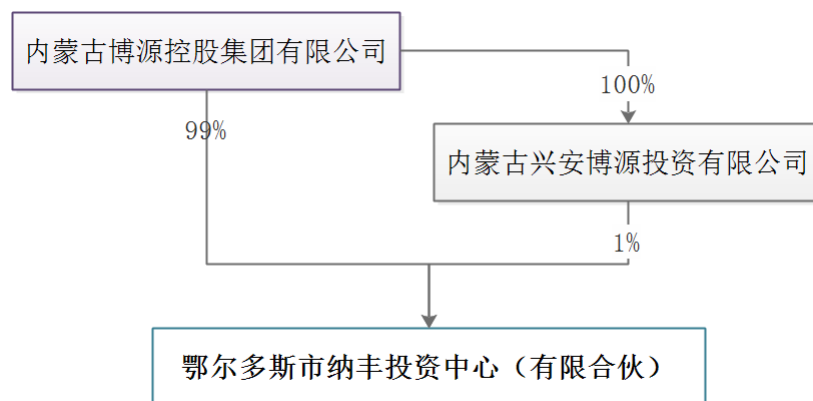 内蒙古博源控股集团有限公司
100%
99%
内蒙古兴安博源投资有限公司
1%
鄂尔多斯市纳丰投资中心（有限合伙）